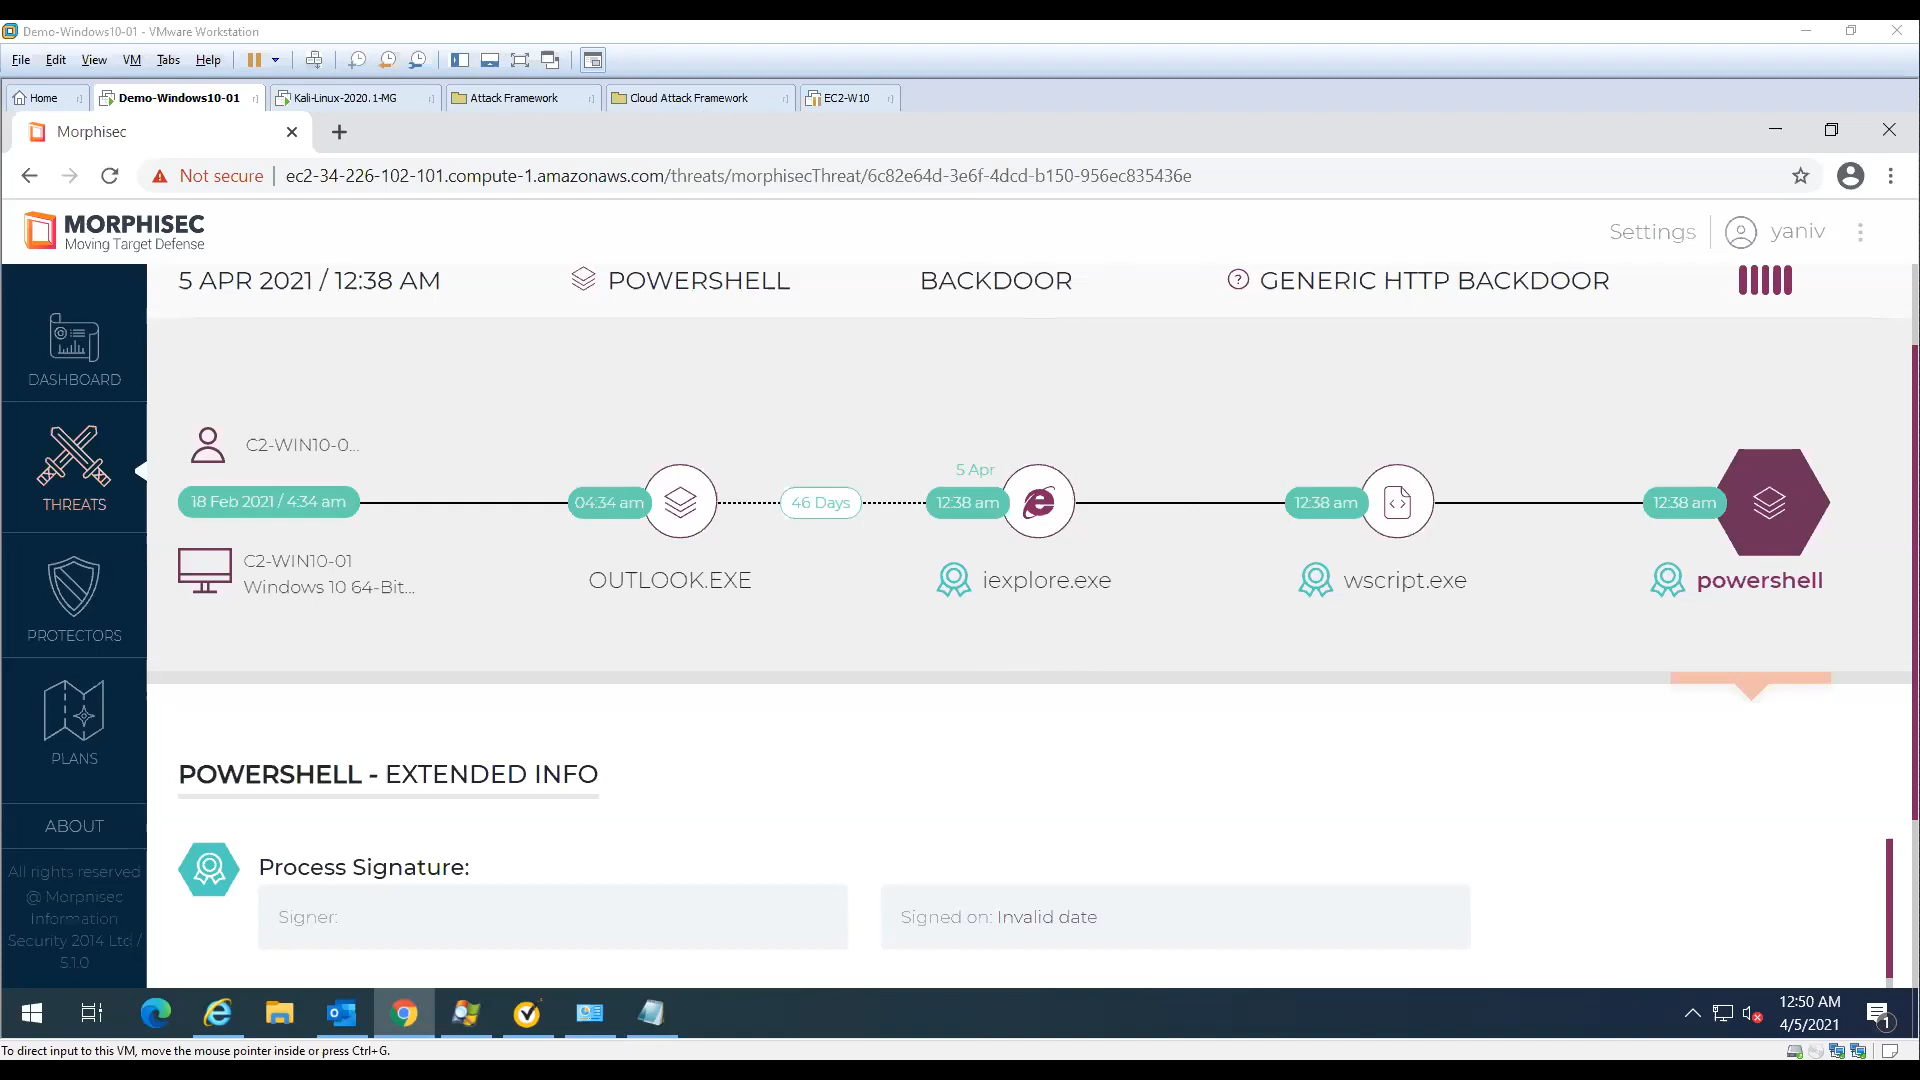 Demo-Windows10-01 - VMware Workstation
File Edit View VM Tabs Help
Home Demo-Windows10-01 Kali-Linux-2020.1-MG Attack Framework Cloud Attack Framework EC2-W10
Morphisec
Not secure ec2-34-226-102-101.compute-1.amazonaws.com/threats/morphisecThreat/6c82e64d-3e6f-4dcd-b150-956ec835436e
MORPHISEC
Moving Target Defense
Settings yaniv
5 APR 2021 / 12:38 AM POWERSHELL BACKDOOR GENERIC HTTP BACKDOOR
DASHBOARD
THREATS
PROTECTORS
PLANS
ABOUT
All rights reserved
@ Morphisec
Information
Security 2014 Ltd /
5.1.0
C2-WIN10-0...
5 Apr
18 Feb 2021 / 4:34 am 04:34 am 46 Days 12:38 am 12:38 am 12:38 am
C2-WIN10-01
Windows 10 64-Bit...
OUTLOOK.EXE iexplore.exe wscript.exe powershell
POWERSHELL - EXTENDED INFO
Process Signature:
Signer: Signed on: Invalid date
12:50 AM
4/5/2021
1
To direct input to this VM, move the mouse pointer inside or press Ctrl+G.